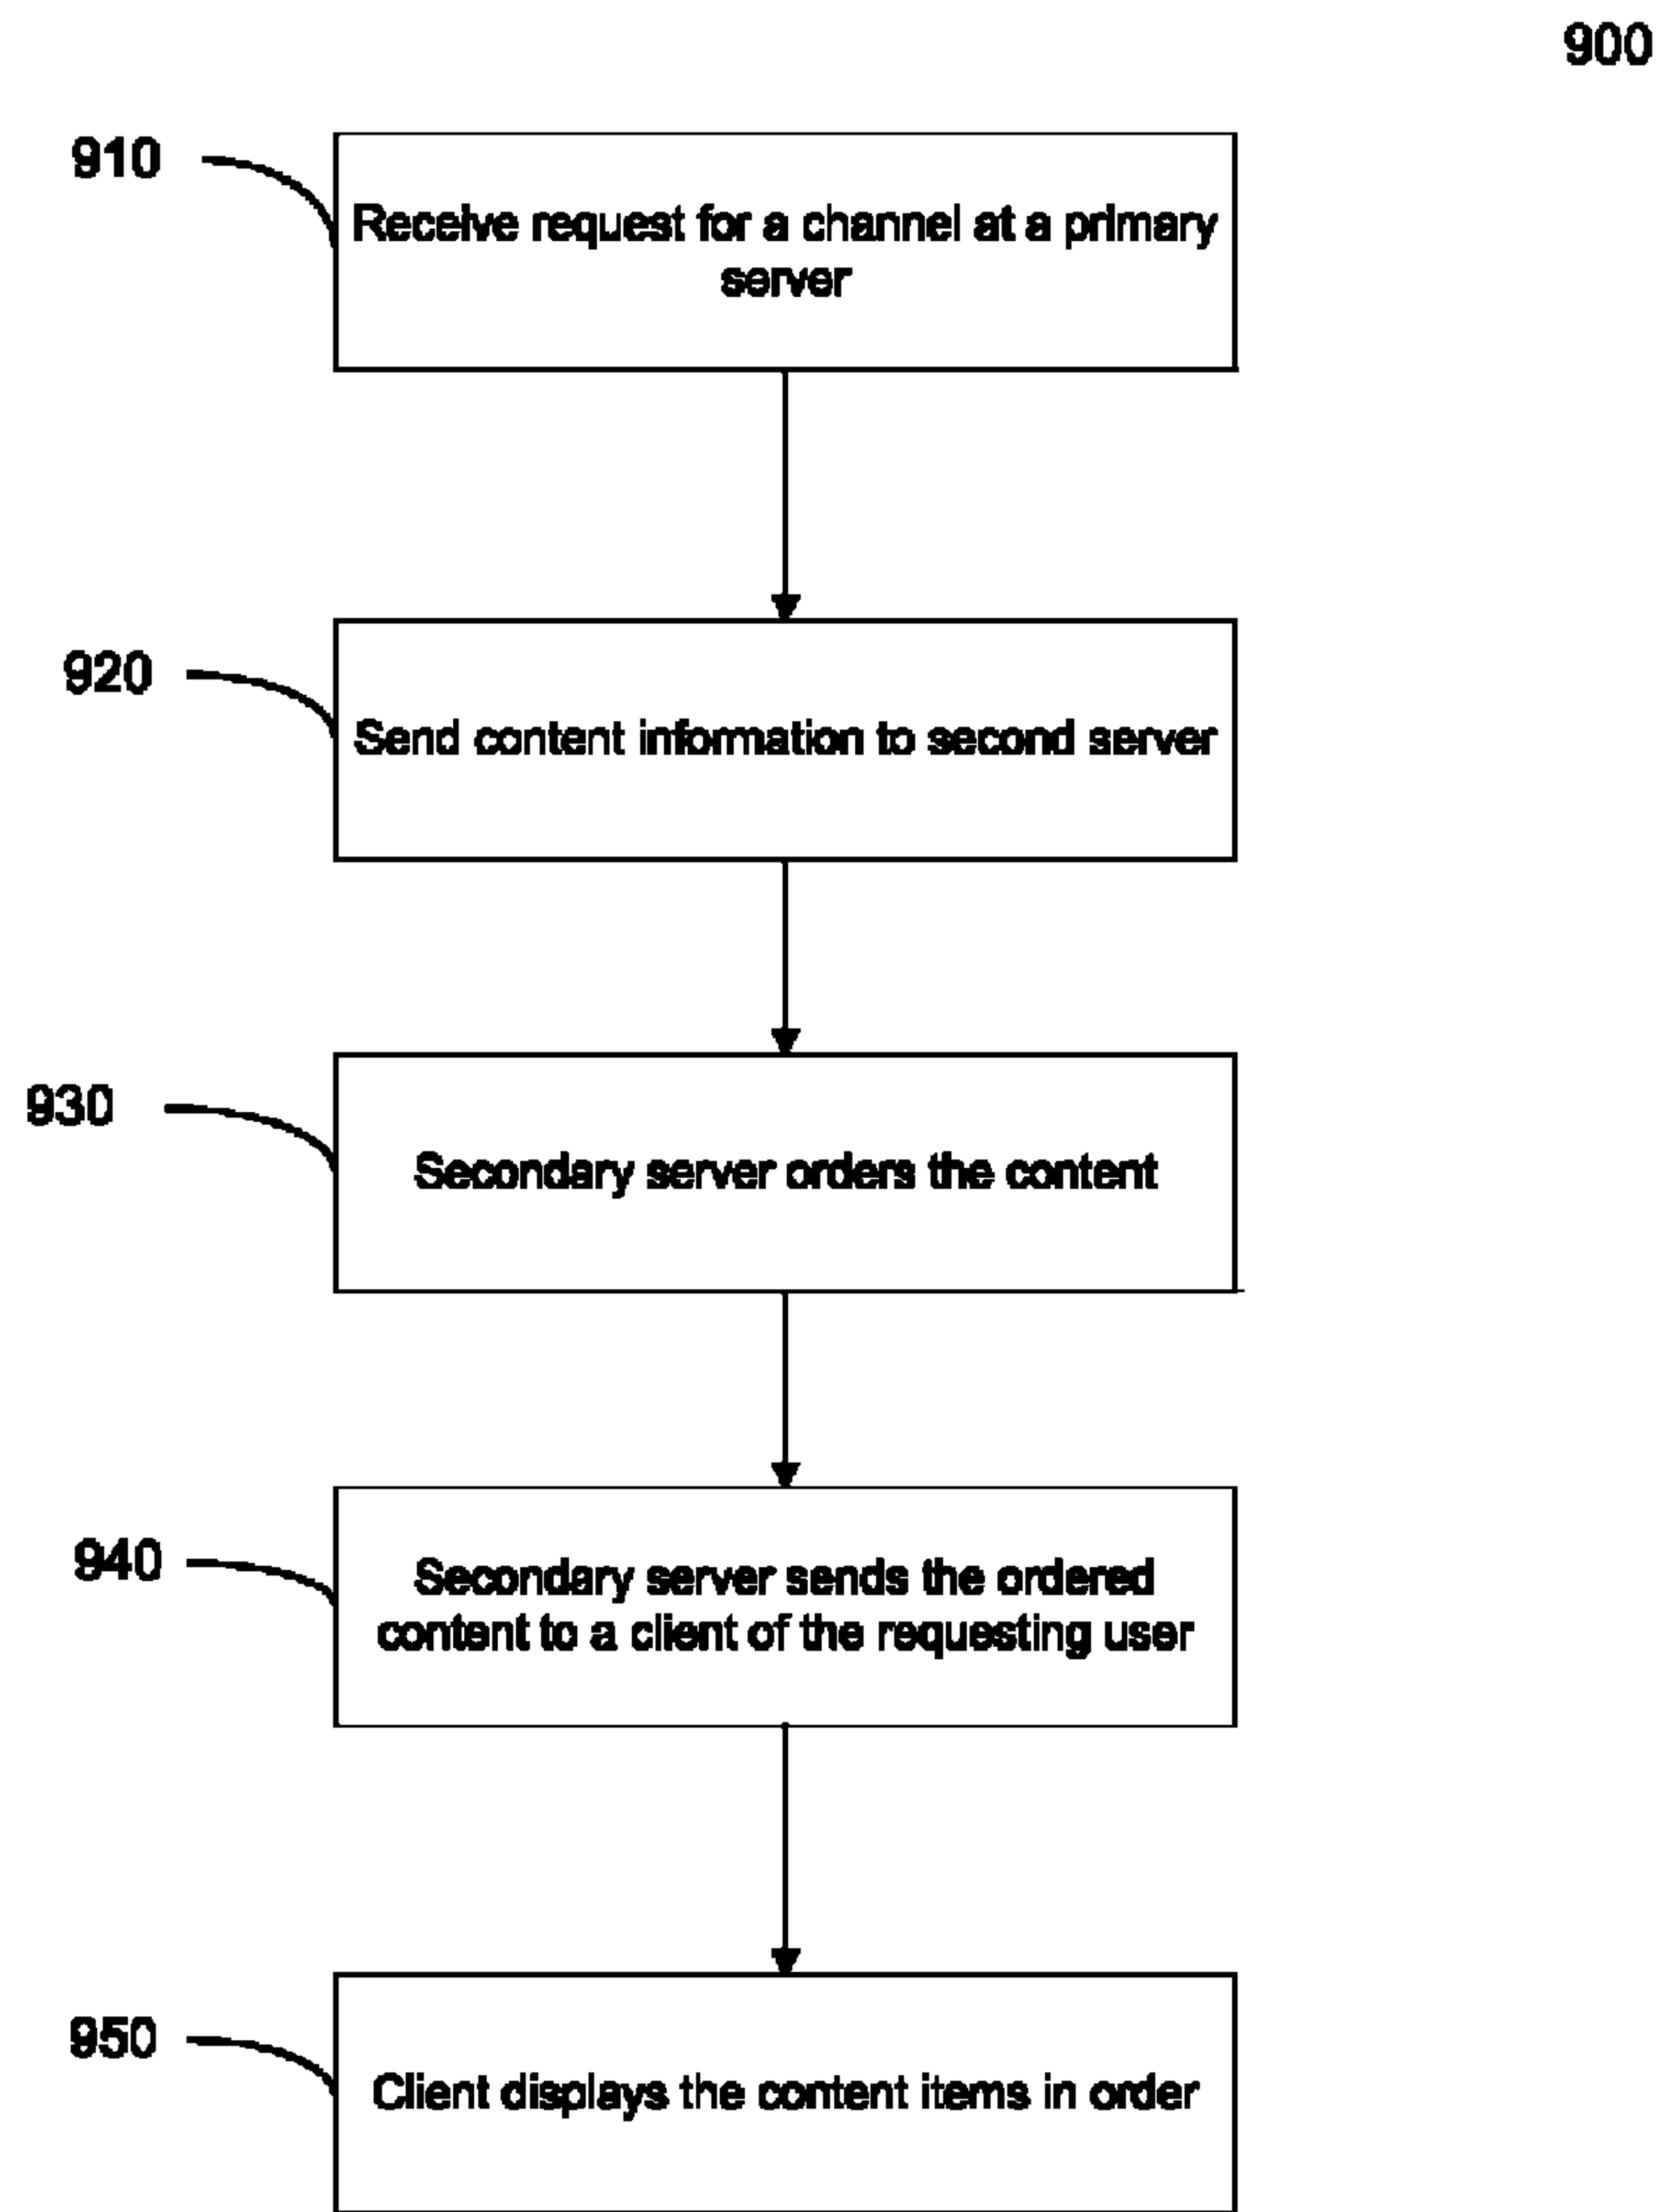 900
910
Receive request for a channel at a primary
server
920
Send content information to second server
930
Secondary server orders the content
940
Secondary server sends the ordered
content to a client of the requesting user
950
Client displays the content items in order